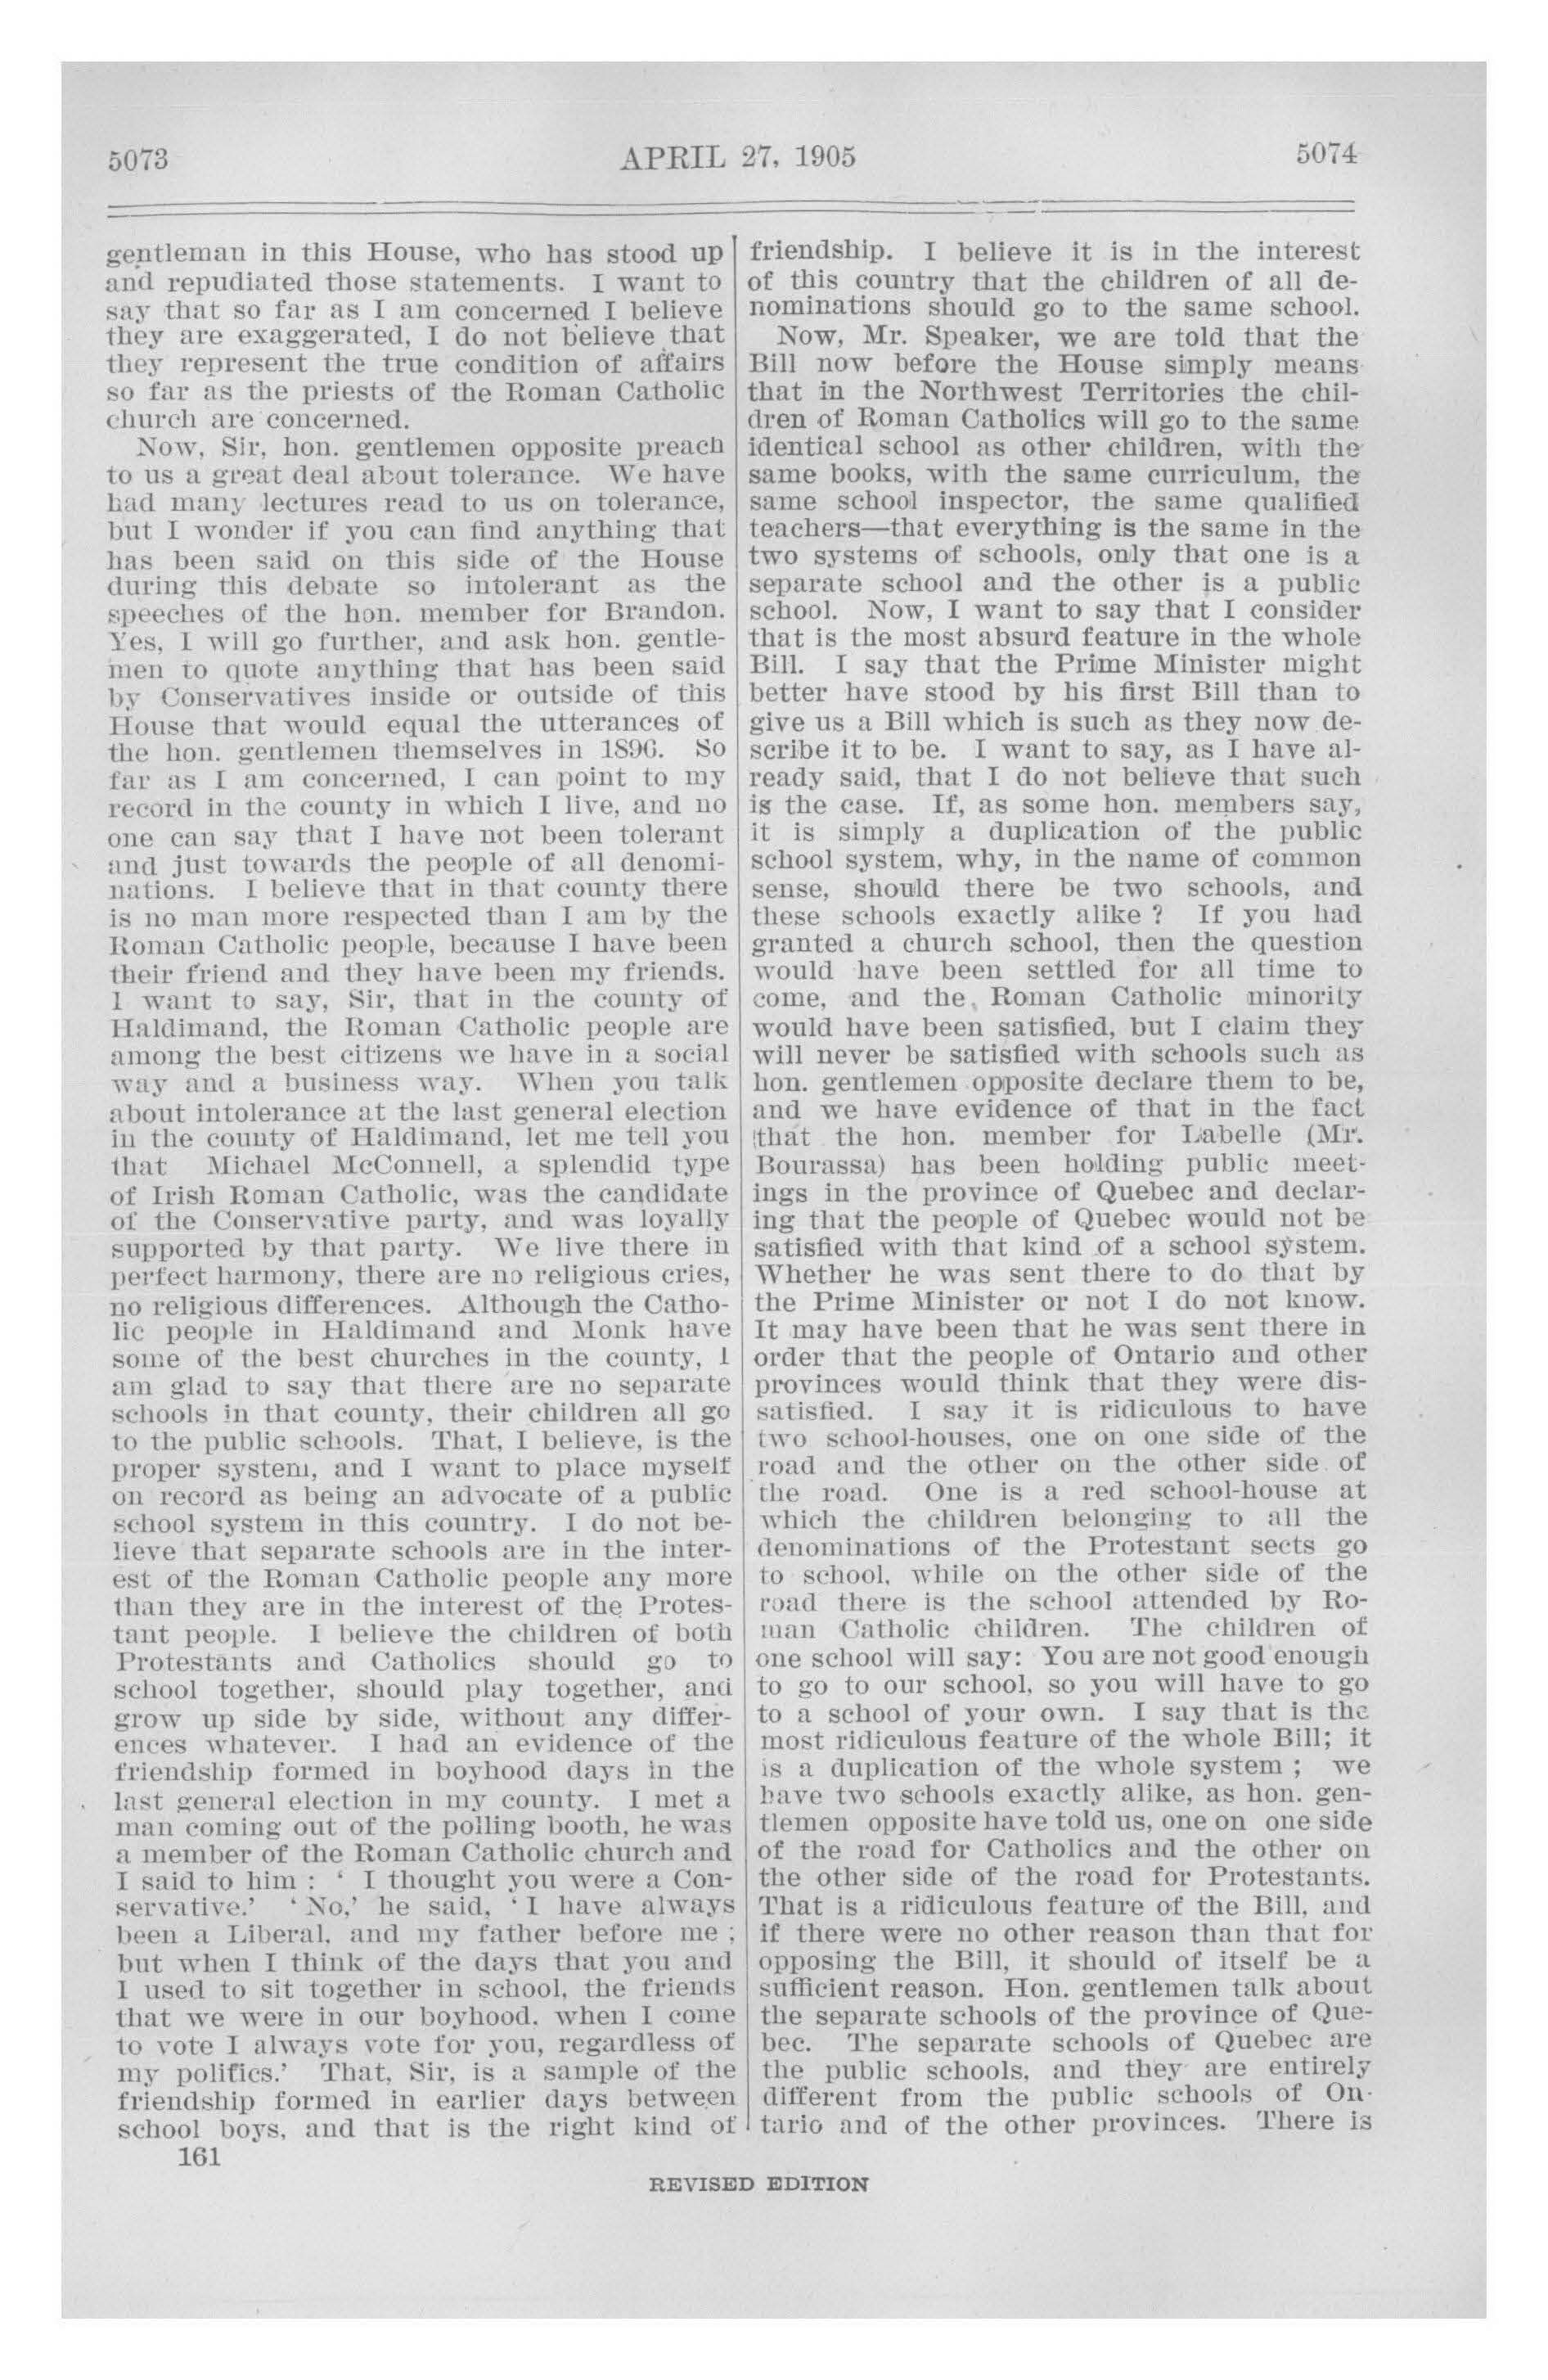 5073
APRIL 27, 1905
5074
gentleman in this House, who has stood up
and repudiated those statements. I want to
say that so far as I am concerned I believe
they are exaggerated, I do not believe that
they represent the true condition of affairs
so far as the priests of the Roman Catholic
church are concerned.
Now, Sir, hon. gentlemen opposite preach
to us a great deal about tolerance. We have
had many lectures read to us on tolerance,
but I wonder if you can find anything that
has been said on this side of the House
during this debate so intolerant as the
speeches of the hon. member for Brandon.
Yes, I will go further, and ask hon. gentle-
men to quote anything that has been said
by Conservatives inside or outside of this
House that would equal the utterances of
the hon. gentlemen themselves in 1896. So
far as I am concerned, I can point to my
record in the county in which I live, and no
one can say that I have not been tolerant
and just towards the people of all denomi-
nations. I believe that in that county there
is no man more respected than I am by the
Roman Catholic people, because I have been
their friend and they have been my friends.
I want to say, Sir, that in the county of
Haldimand, the Roman Catholic people are
among the best citizens we have in a social
way and a business way. When you talk
about intolerance at the last general election
in the county of Haldimand, let me tell you
that Michael McConnell, a splendid type
of Irish Roman Catholic, was the candidate
of the Conservative party, and was loyally
supported by that party. We live there in
perfect harmony, there are no religious cries,
no religious differences. Although the Catho-
lic people in Haldimand and Monk have
some of the best churches in the county, I
am glad to say that there are no separate
schools in that county, their children all go
to the public schools. That, I believe, is the
proper system, and I want to place myself
on record as being an advocate of a public
school system in this country. I do not be-
lieve that separate schools are in the inter-
est of the Roman Catholic people any more
than they are in the interest of the Protes-
tant people. I believe the children of both
Protestants and Catholics should go to
school together, should play together, and
grow up side by side, without any differ-
ences whatever. I had an evidence of the
friendship formed in boyhood days in the
last general election in my county. I met a
man coming out of the polling booth, he was
a member of the Roman Catholic church and
I said to him : ‘ I thought you were a Con-
servative.’ ‘ No,’ he said, ‘ I have always
been a Liberal, and my father before me ;
but when I think of the days that you and
I used to sit together in school, the friends
that we were in our boyhood, when I come
to vote I always vote for you, regardless of
my politics.’ That, Sir, is a sample of the
friendship formed in earlier days between
school boys, and that is the right kind of
161
friendship. I believe it is in the interest
of this country that the children of all de-
nominations should go to the same school.
Now, Mr. Speaker, we are told that the
Bill now before the House simply means
that in the Northwest Territories the chil-
dren of Roman Catholics will go to the same
identical school as other children, with the
same books, with the same curriculum, the
same school inspector, the same qualified
teachers—that everything is the same in the
two systems of schools, only that one is a
separate school and the other is a public
school. Now, I want to say that I consider
that is the most absurd feature in the whole
Bill. I say that the Prime Minister might
better have stood by his first Bill than to
give us a Bill which is such as they now de-
scribe it to be. I want to say, as I have al-
ready said, that I do not believe that such
is the case. If, as some hon. members say,
it is simply a duplication of the public
school system, why, in the name of common
sense, should there be two schools, and
these schools exactly alike ? If you had
granted a church school, then the question
would have been settled for all time to
come, and the Roman Catholic minority
would have been satisfied, but I claim they
will never be satisfied with schools such as
hon. gentlemen opposite declare them to be,
and we have evidence of that in the fact
that the hon. member for Labelle (Mr.
Bourassa) has been holding public meet-
ings in the province of Quebec and declar-
ing that the people of Quebec would not be
satisfied with that kind of a school system.
Whether he was sent there to do that by
the Prime Minister or not I do not know.
It may have been that he was sent there in
order that the people of Ontario and other
provinces would think that they were dis-
satisfied. I say it is ridiculous to have
two school-houses, one on one side of the
road and the other on the other side of
the road. One is a red school-house at
which the children belonging to all the
denominations of the Protestant sects go
to school, while on the other side of the
road there is the school attended by Ro-
man Catholic children. The children of
one school will say: You are not good enough
to go to our school, so you will have to go
to a school of your own. I say that is the
most ridiculous feature of the whole Bill; it
is a duplication of the whole system ; we
have two schools exactly alike, as hon. gen-
tlemen opposite have told us, one on one side
of the road for Catholics and the other on
the other side of the road for Protestants.
That is a ridiculous feature of the Bill, and
if there were no other reason than that for
opposing the Bill, it should of itself be a
sufficient reason. Hon. gentlemen talk about
the separate schools of the province of Que-
bec. The separate schools of Quebec are
the public schools, and they are entirely
different from the public schools of On-
tario and of the other provinces. There is
REVISED EDITION